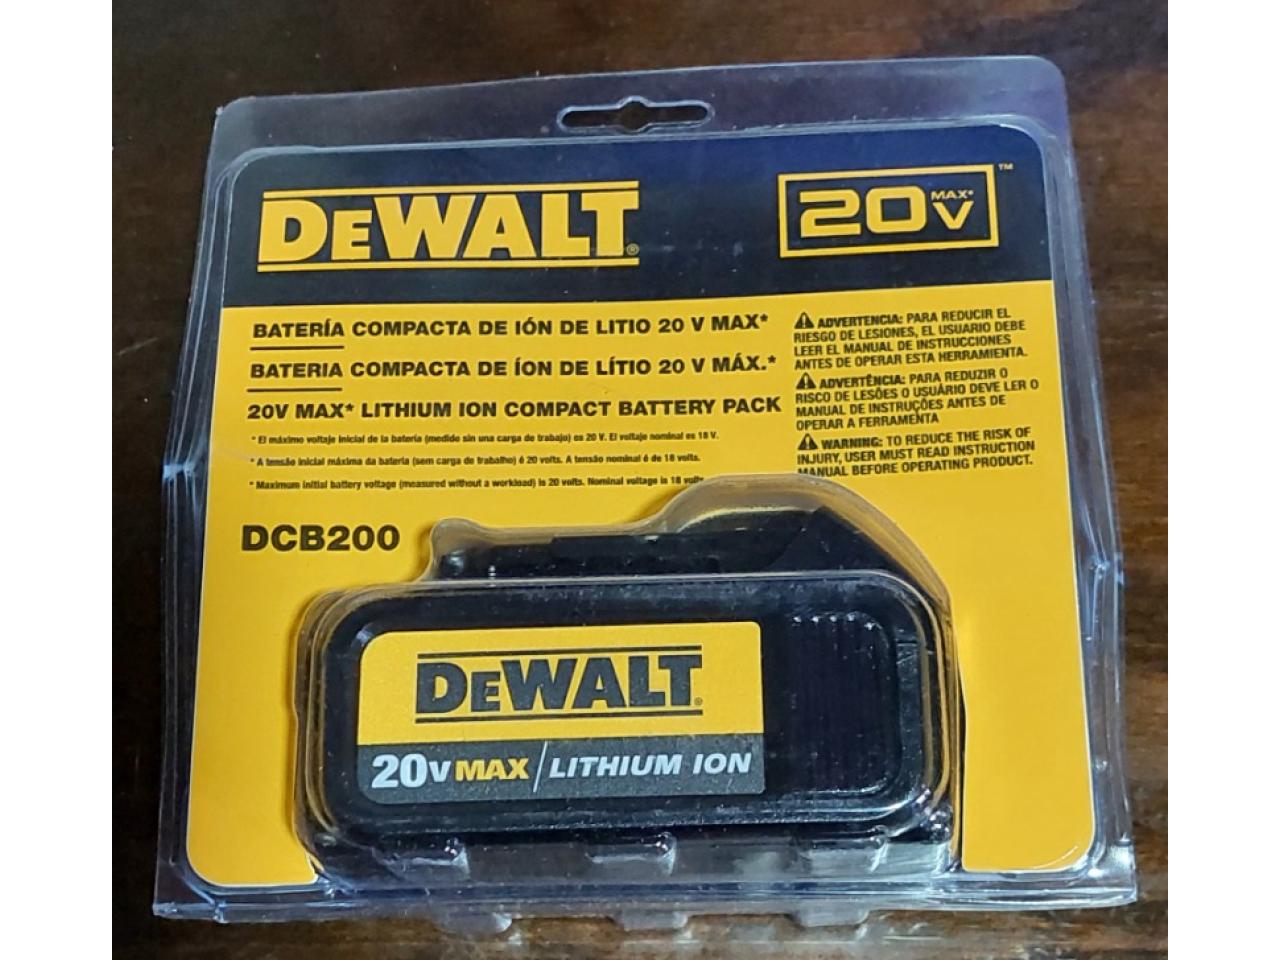 DEWALT®
20V MAX* ™
BATERÍA COMPACTA DE IÓN DE LITIO 20 V MAX*
BATERIA COMPACTA DE ÍON DE LÍTIO 20 V MÁX.*
20V MAX* LITHIUM ION COMPACT BATTERY PACK
* El máximo voltaje inicial de la batería (medido sin una carga de trabajo) es 20 V. El voltaje nominal es 18 V.
* A tensão inicial máxima da bateria (sem carga de trabalho) é 20 volts. A tensão nominal é de 18 volts.
* Maximum initial battery voltage (measured without a workload) is 20 volts. Nominal voltage is 18 volts.
ADVERTENCIA: PARA REDUCIR EL
RIESGO DE LESIONES, EL USUARIO DEBE
LEER EL MANUAL DE INSTRUCCIONES
ANTES DE OPERAR ESTA HERRAMIENTA.
ADVERTÊNCIA: PARA REDUZIR O
RISCO DE LESÕES O USUÁRIO DEVE LER O
MANUAL DE INSTRUÇÕES ANTES DE
OPERAR A FERRAMENTA
WARNING: TO REDUCE THE RISK OF
INJURY, USER MUST READ INSTRUCTION
MANUAL BEFORE OPERATING PRODUCT.
DCB200
DEWALT®
20V MAX / LITHIUM ION